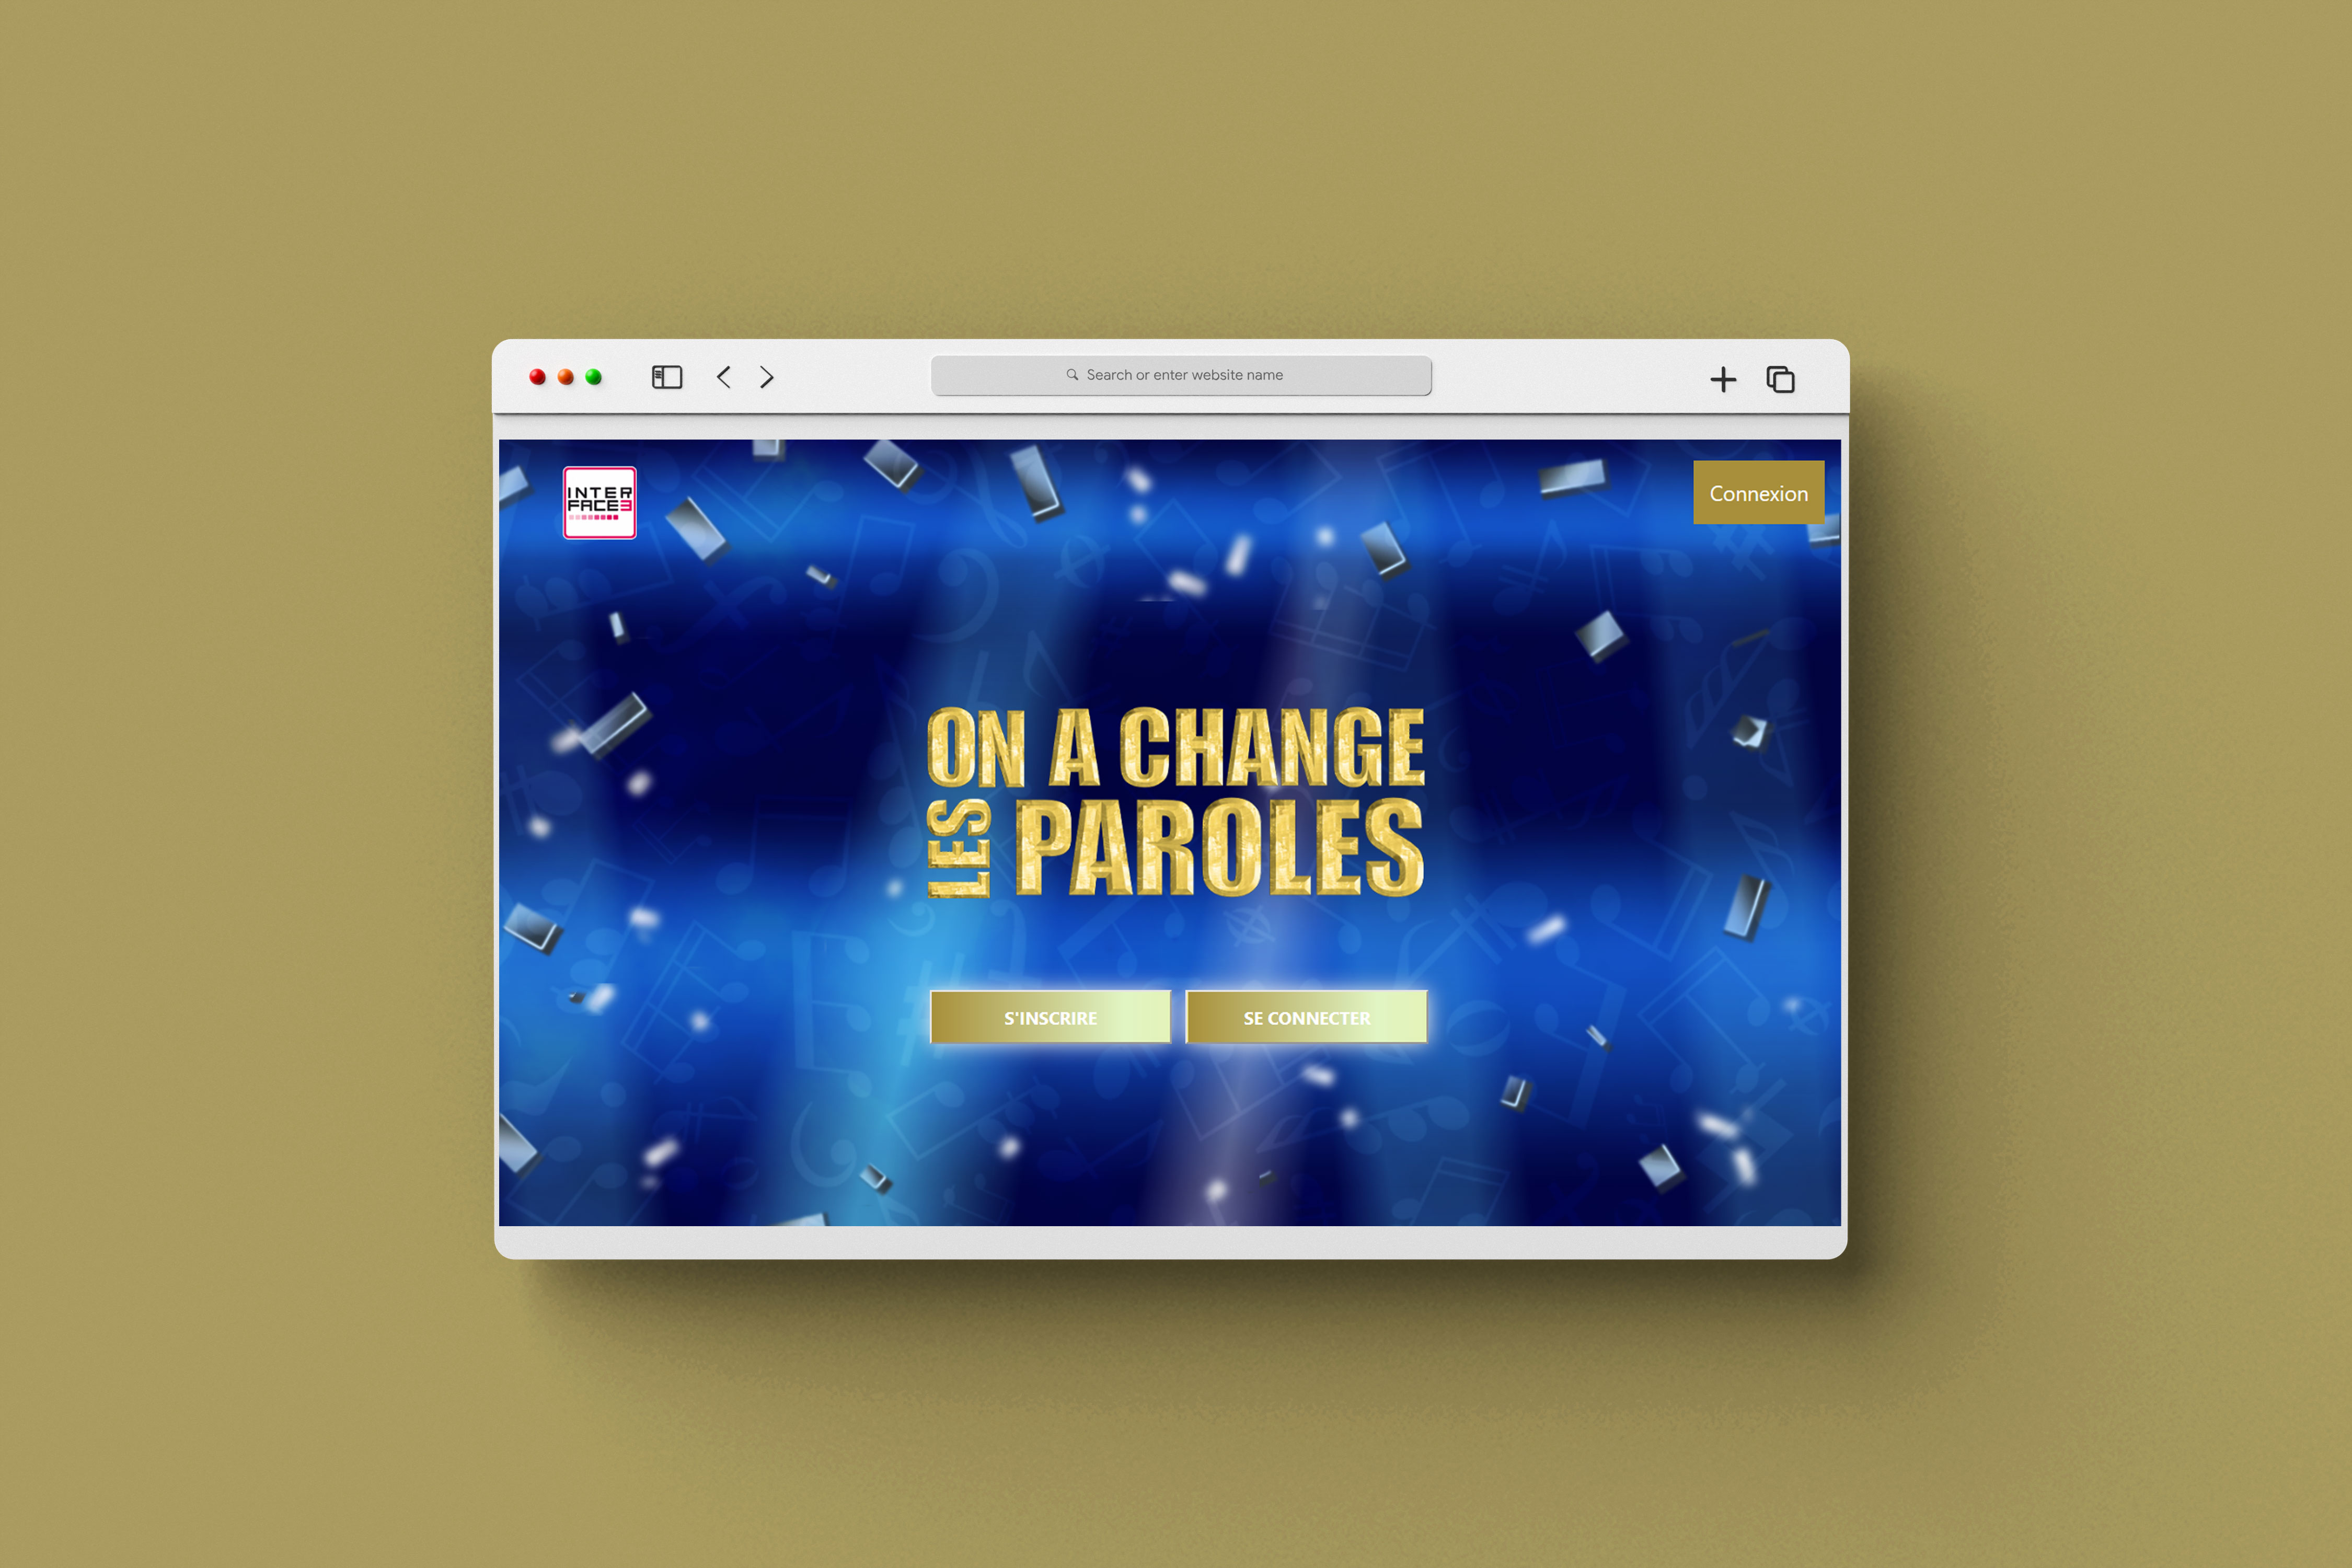 Search or enter website name
INTER
FACE3
Connexion
ON A CHANGE
LES PAROLES
S'INSCRIRE
SE CONNECTER